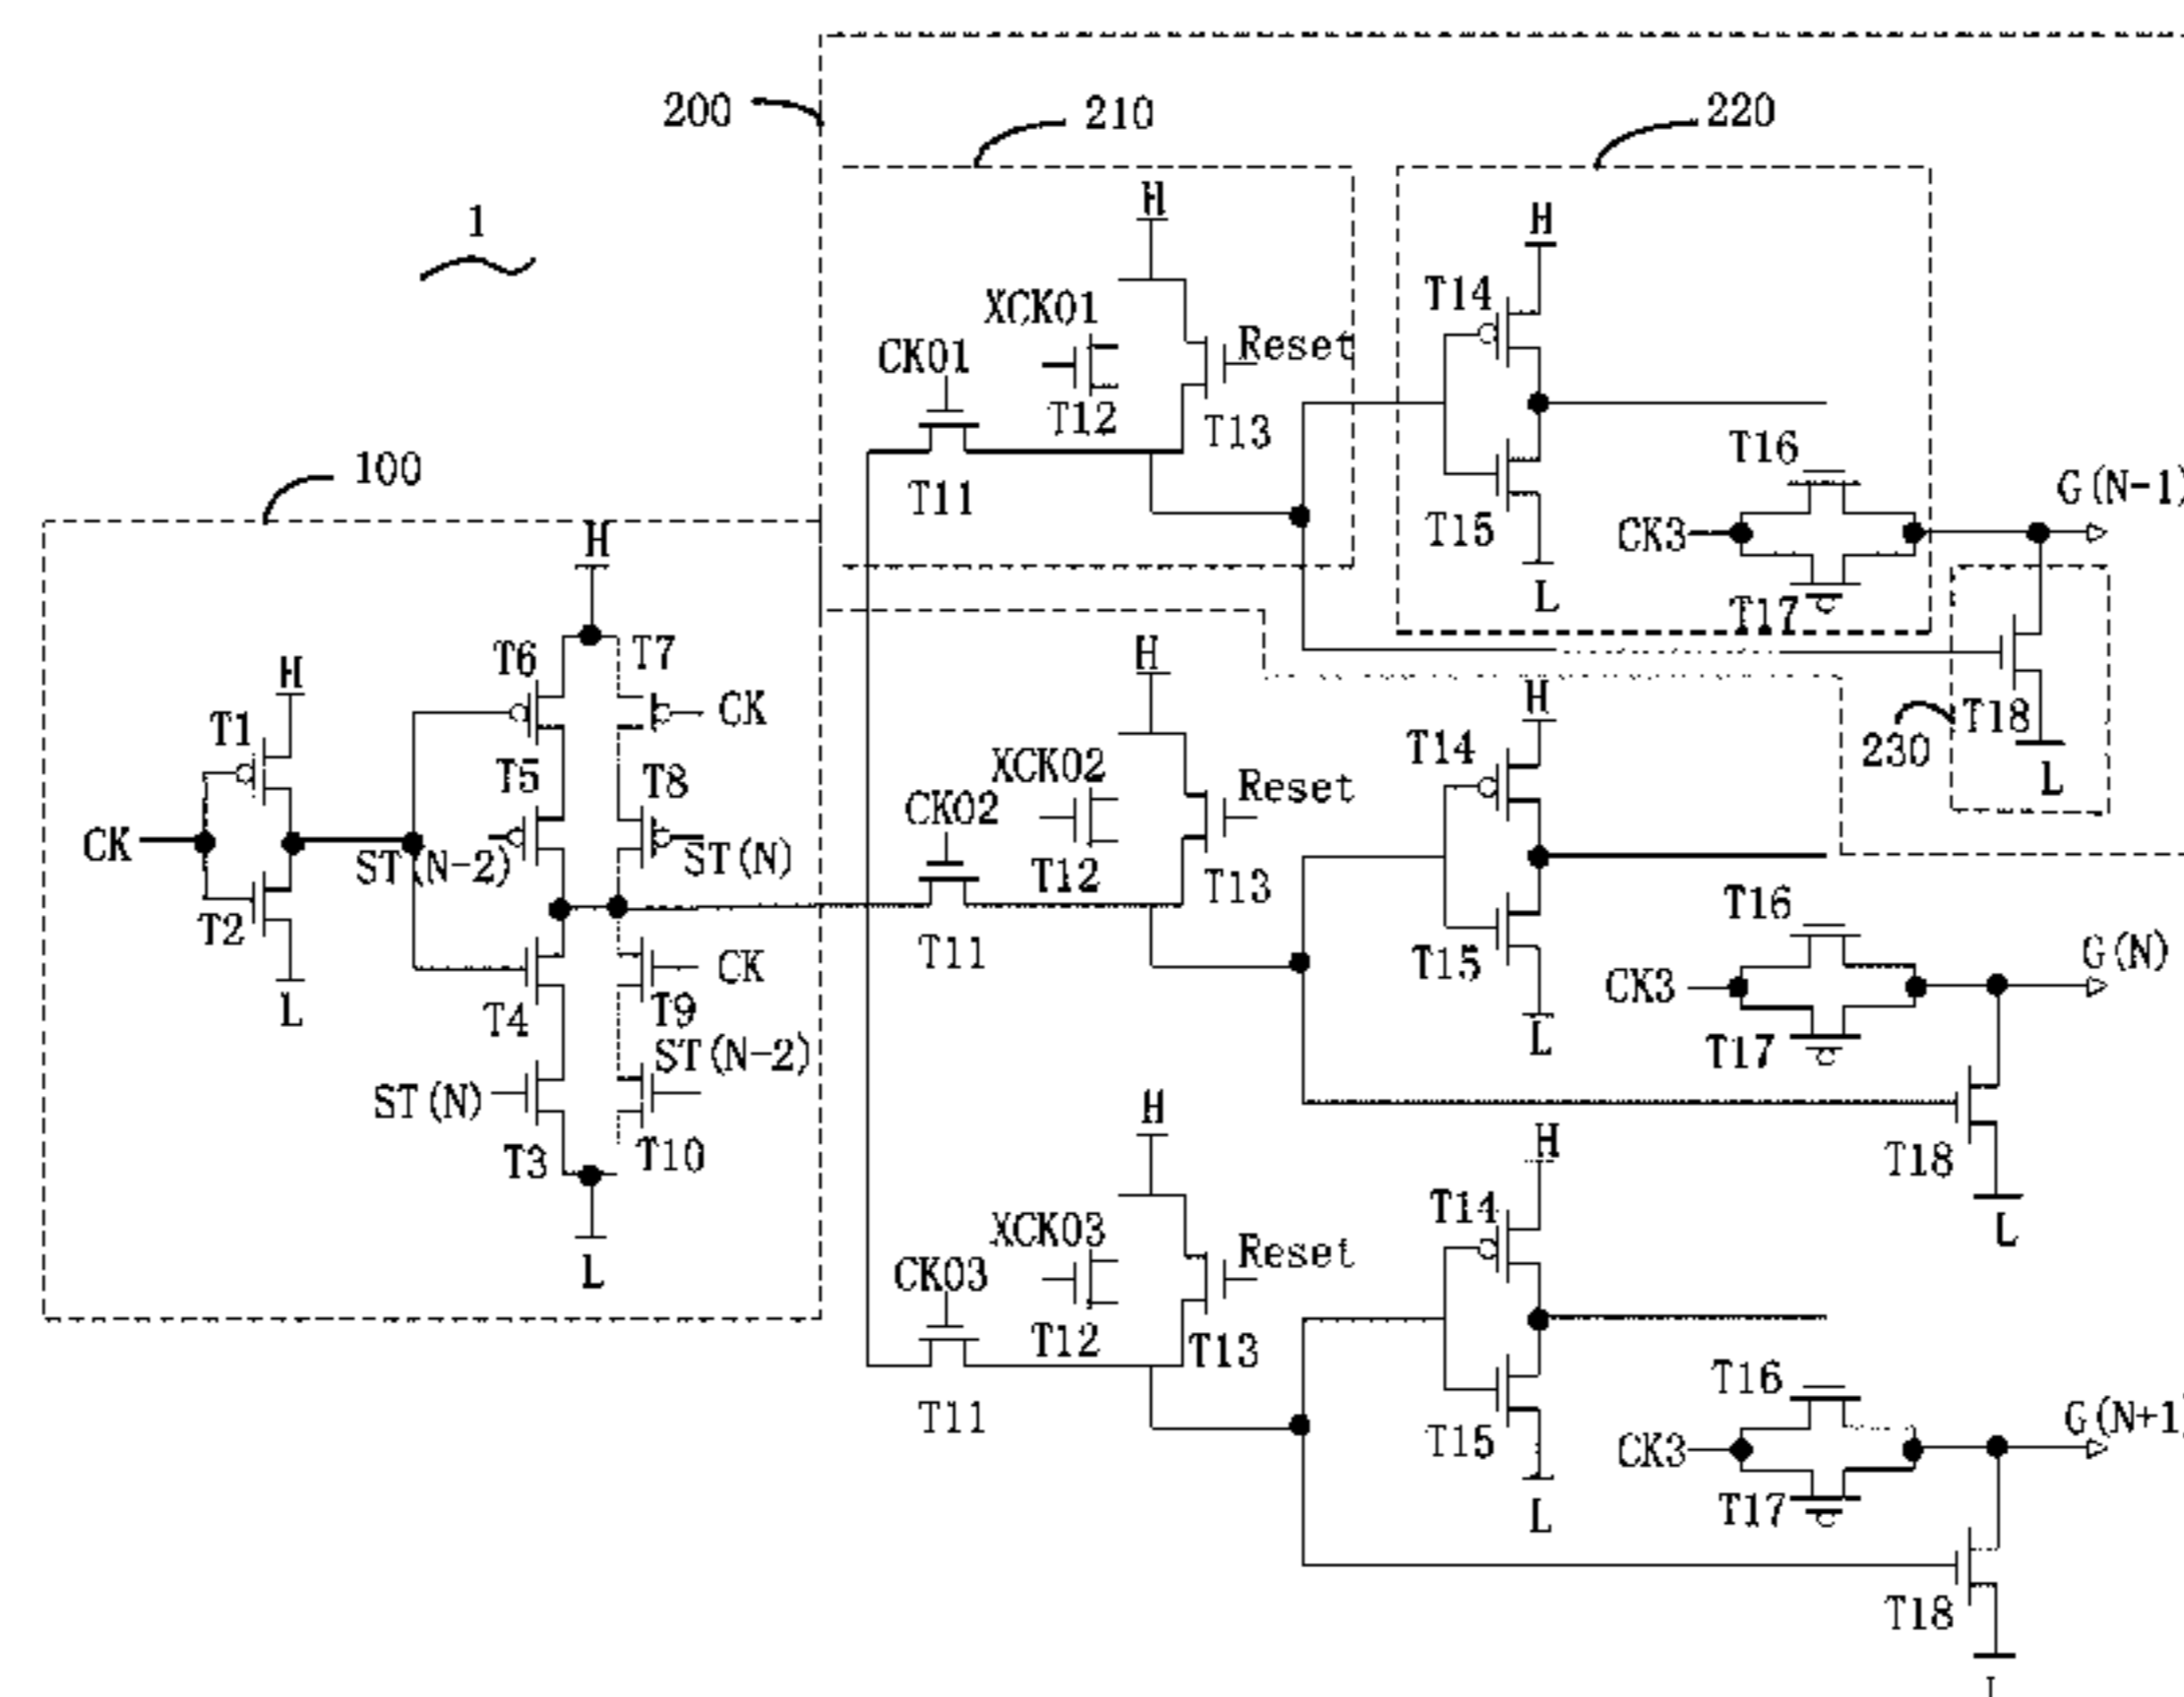 200
210
220
1
H
H
T14
XCK01
CK01
Reset
T12
T13
T16
100
T11
T15
CK3
G(N-1)
H
L
T17
T6
T7
H
H
H
CK
T18
T1
230
T14
L
T5
T8
XCK02
Reset
CK02
CK
ST(N-2)
ST(N)
T12
T13
T16
T2
T11
T15
CK3
G(N)
CK
L
T4
T9
L
T17
ST(N-2)
ST(N)
H
H
T3
T10
T18
T14
XCK03
Reset
L
L
CK03
T12
T13
T16
T11
T15
CK3
G(N+1)
L
T17
T18